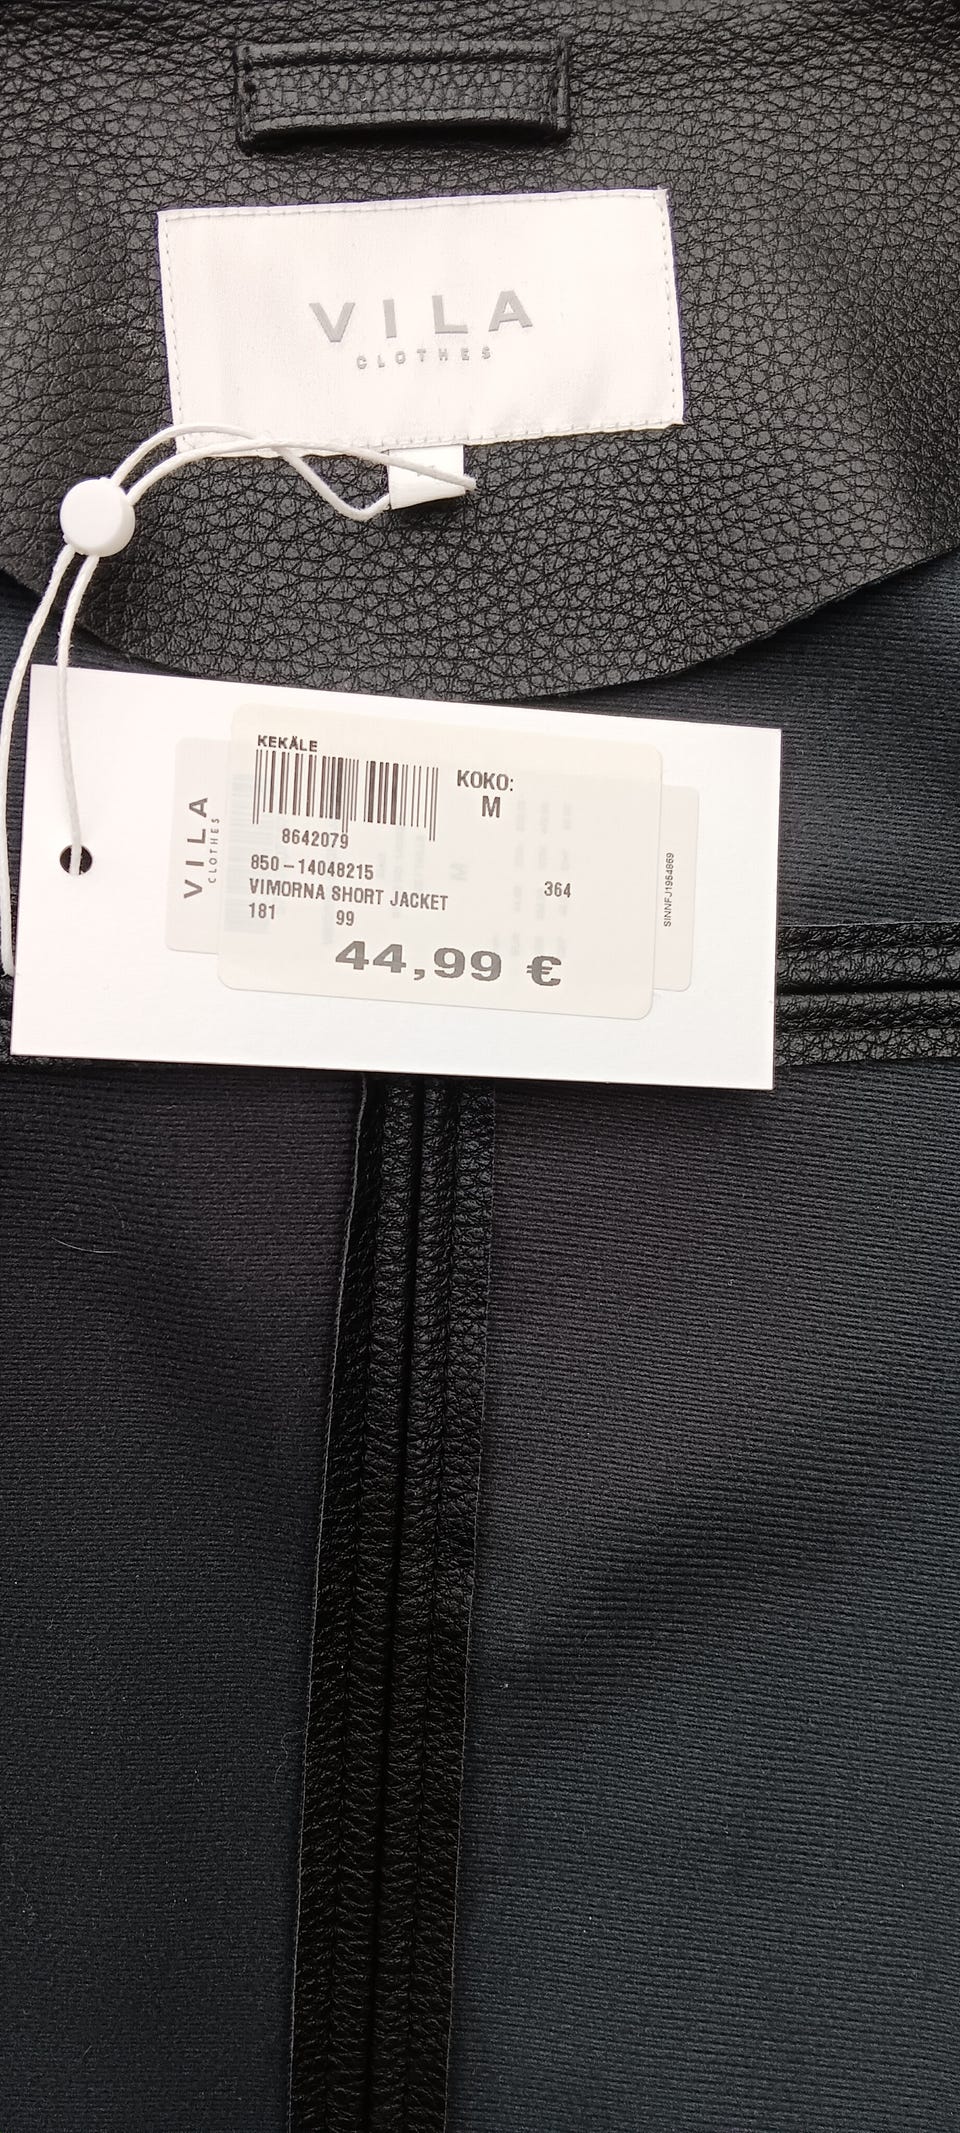 VILA
CLOTHES
KEKÄLE
KOKO:
M
8642079
850-14048215
VIMORNA SHORT JACKET
364
181 99
44,99 €
VILA
CLOTHES
SINNFJ1954869